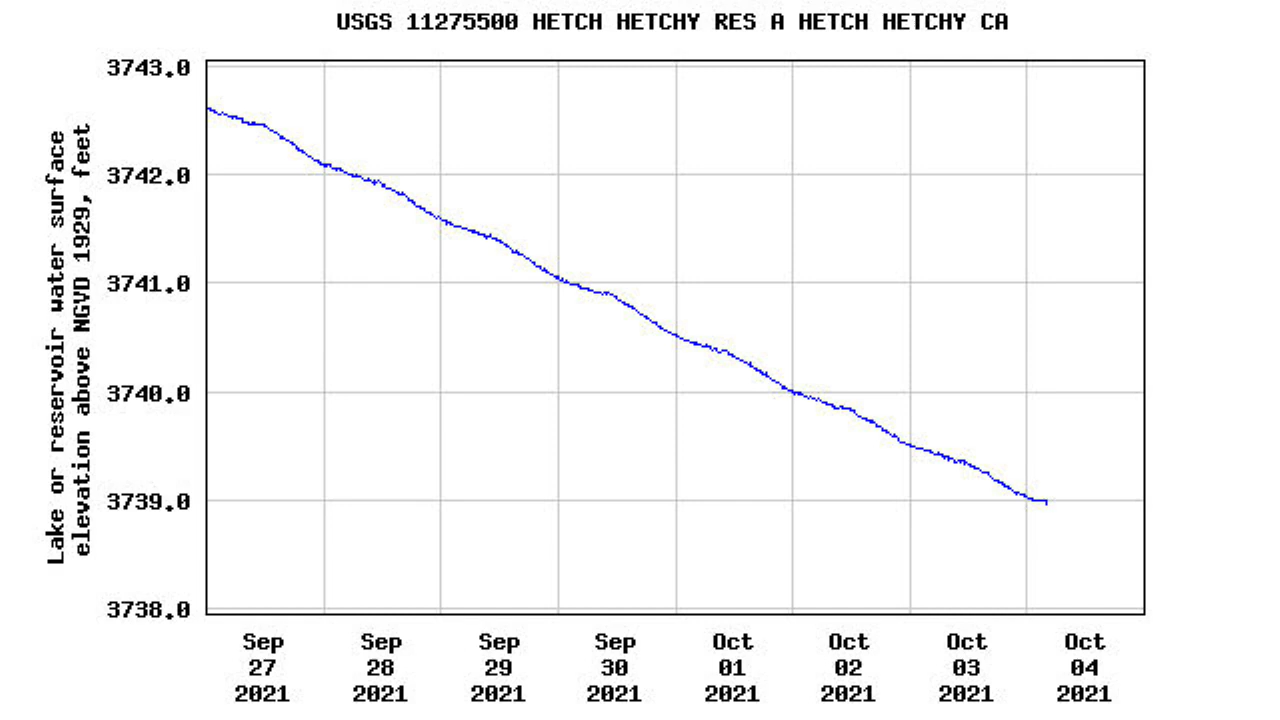 USGS 11275500 HETCH HETCHY RES A HETCH HETCHY CA
Lake or reservoir water surface
elevation above NGVD 1929, feet
3743.0
3742.0
3741.0
3740.0
3739.0
3738.0
Sep
27
2021
Sep
28
2021
Sep
29
2021
Sep
30
2021
Oct
01
2021
Oct
02
2021
Oct
03
2021
Oct
04
2021